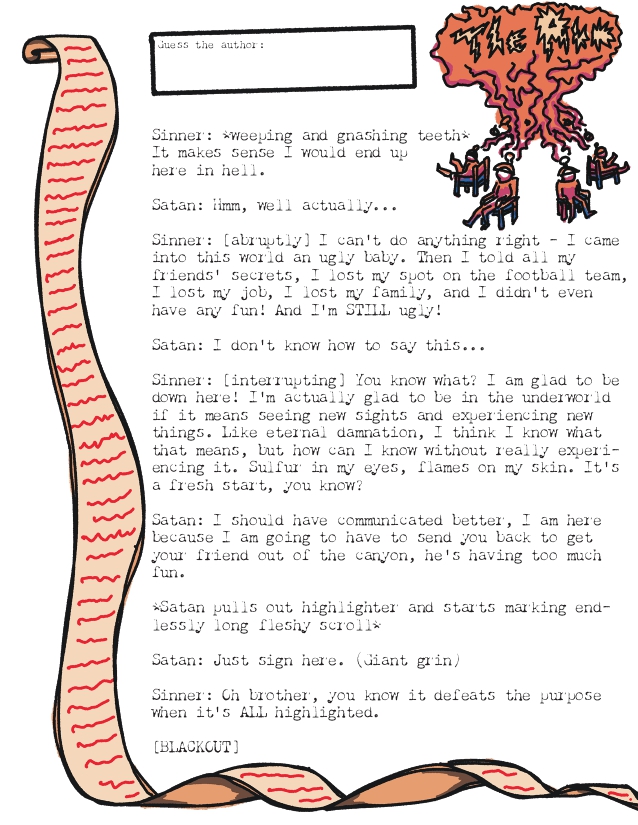 Guess the author:
The Pub
Sinner: *weeping and gnashing teeth*
It makes sense I would end up
here in hell.
Satan: Hmm, well actually...
Sinner: [abruptly] I can't do anything right - I came
into this world an ugly baby. Then I told all my
friends' secrets, I lost my spot on the football team,
I lost my job, I lost my family, and I didn't even
have any fun! And I'm STILL ugly!
Satan: I don't know how to say this...
Sinner: [interrupting] You know what? I am glad to be
down here! I'm actually glad to be in the underworld
if it means seeing new sights and experiencing new
things. Like eternal damnation, I think I know what
that means, but how can I know without really experi-
encing it. Sulfur in my eyes, flames on my skin. It's
a fresh start, you know?
Satan: I should have communicated better, I am here
because I am going to have to send you back to get
your friend out of the canyon, he's having too much
fun.
*Satan pulls out highlighter and starts marking end-
lessly long fleshy scroll*
Satan: Just sign here. (Giant grin)
Sinner: Oh brother, you know it defeats the purpose
when it's ALL highlighted.
[BLACKOUT]